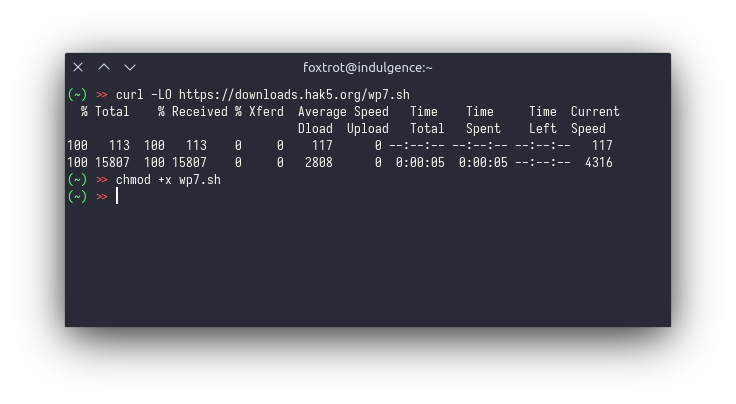 foxtrot@indulgence:~
(~) >> curl -LO https://downloads.hak5.org/wp7.sh
% Total % Received % Xferd Average Speed Time Time Time Current
Dload Upload Total Spent Left Speed
100 113 100 113 0 0 117 0 --:--:-- --:--:-- --:--:-- 117
100 15807 100 15807 0 0 2808 0 0:00:05 0:00:05 --:--:-- 4316
(~) >> chmod +x wp7.sh
(~) >>